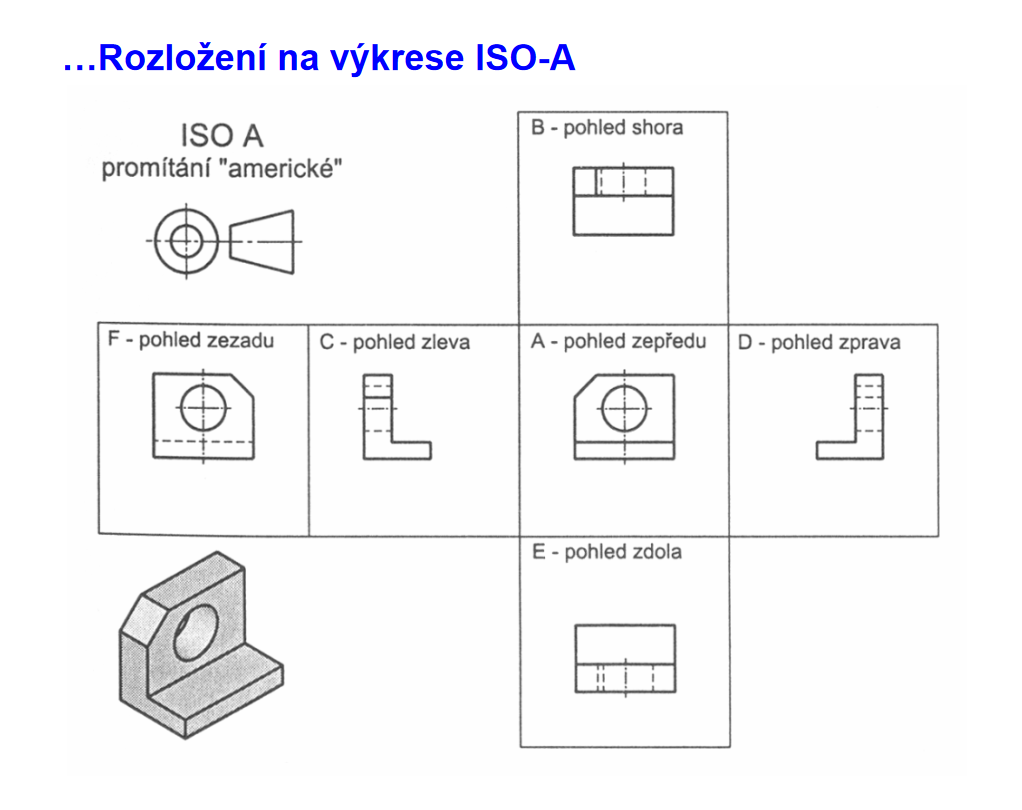 …Rozložení na výkrese ISO-A
ISO A
promítání "americké"
B - pohled shora
F - pohled zezadu
C - pohled zleva
A - pohled zepředu
D - pohled zprava
E - pohled zdola